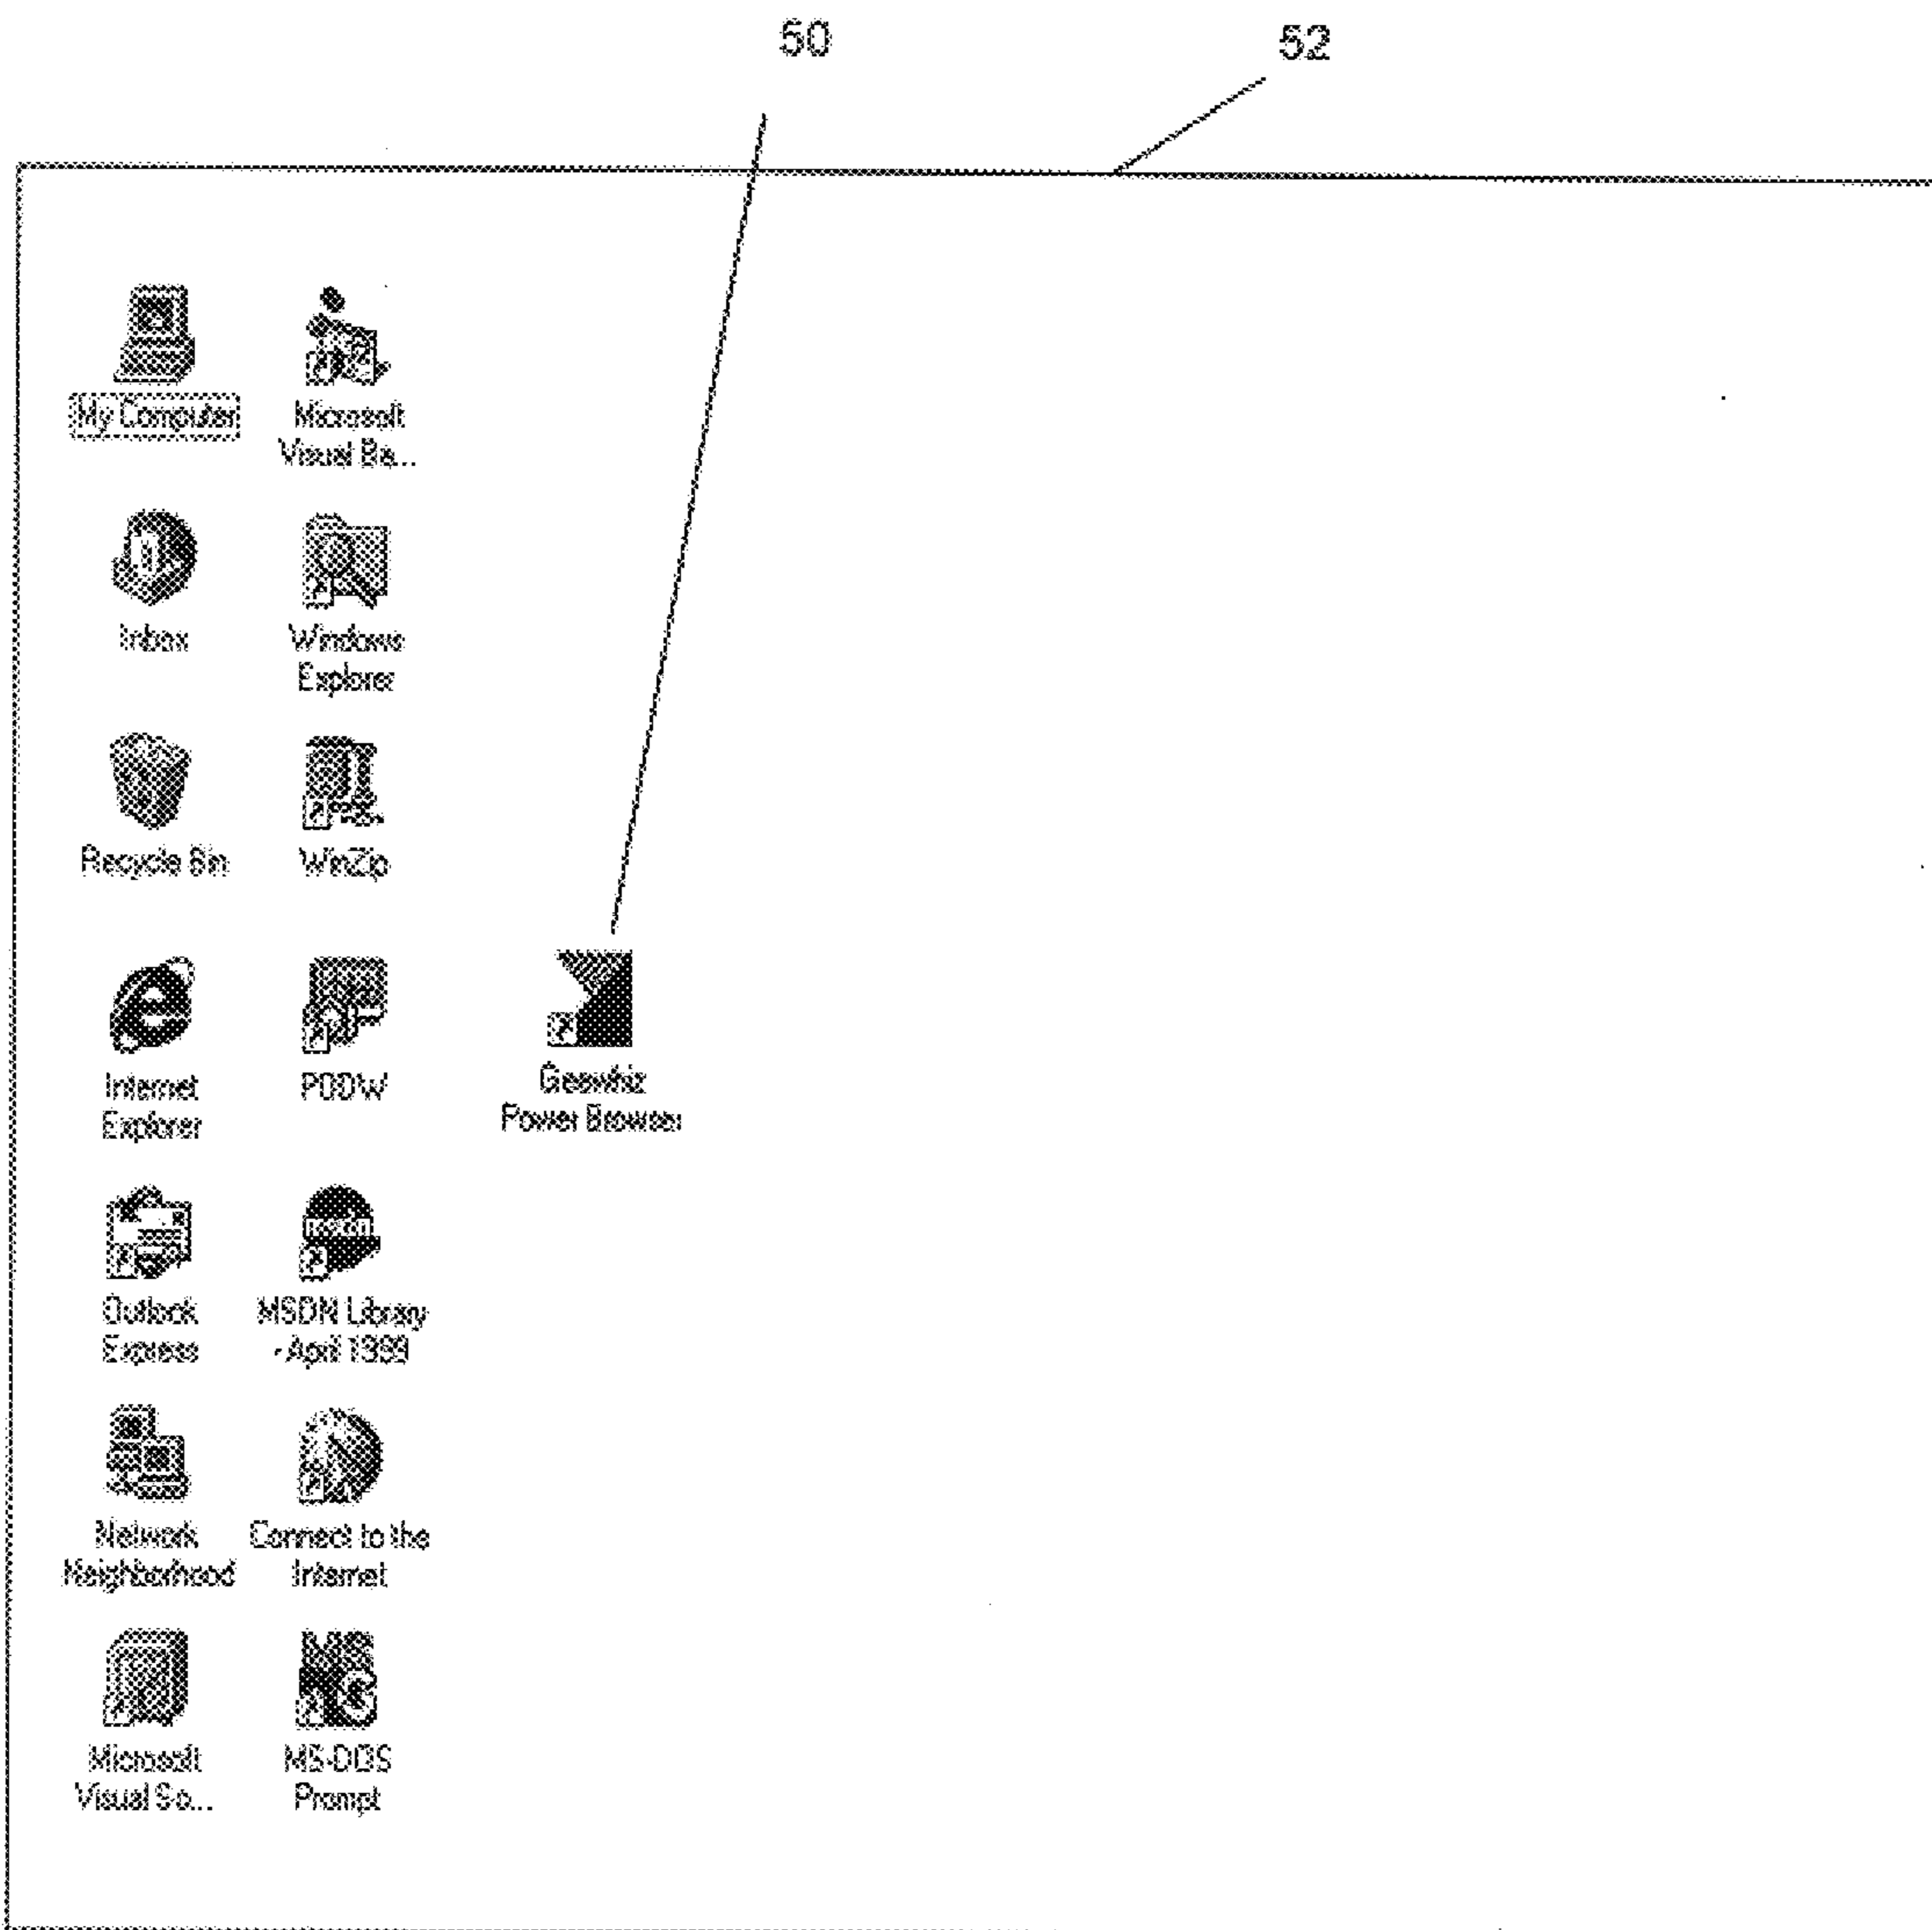 50
52
My Computer
Microsoft
Visual Ba...
Inbox
Windows
Explorer
Recycle Bin
WinZip
Internet
Explorer
PDDW
Geewhiz
Power Browser
Outlook
Express
MSDN Library
- April 1999
Network
Neighborhood
Connect to the
Internet
Microsoft
Visual So...
MS-DOS
Prompt